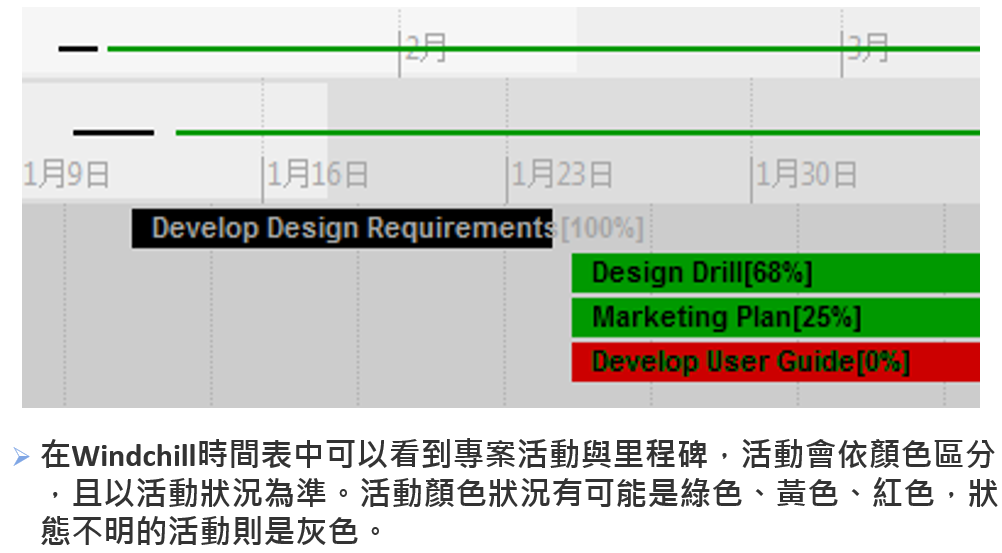 2月 3月
1月9日 1月16日 1月23日 1月30日
Develop Design Requirements[100%]
Design Drill[68%]
Marketing Plan[25%]
Develop User Guide[0%]
在Windchill時間表中可以看到專案活動與里程碑，活動會依顏色區分
，且以活動狀況為準。活動顏色狀況有可能是綠色、黃色、紅色，狀
態不明的活動則是灰色。